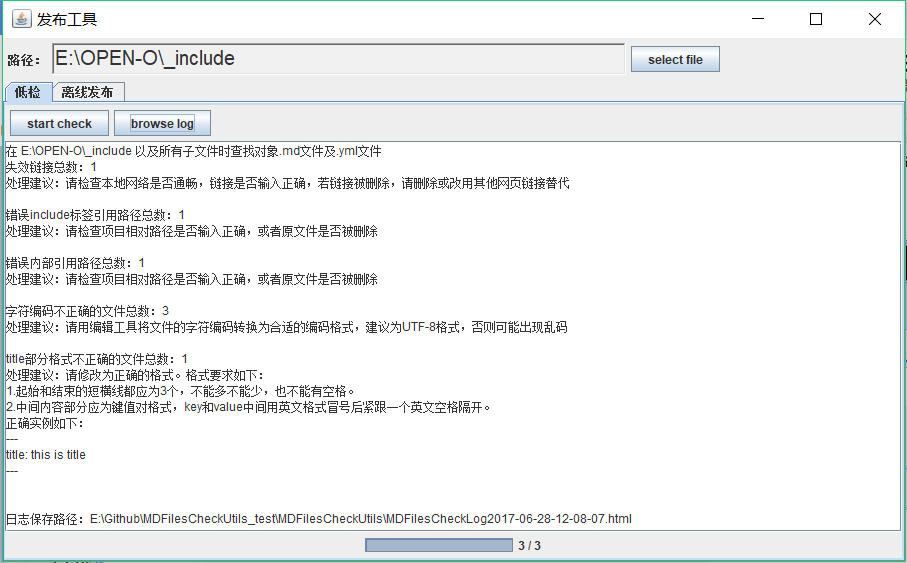 发布工具
路径: E:\OPEN-O\_include select file
低检 离线发布
start check browse log
在 E:\OPEN-O\_include 以及所有子文件时查找对象.md文件及.yml文件
失效链接总数：1
处理建议：请检查本地网络是否通畅，链接是否输入正确，若链接被删除，请删除或改用其他网页链接替代
错误include标签引用路径总数：1
处理建议：请检查项目相对路径是否输入正确，或者原文件是否被删除
错误内部引用路径总数：1
处理建议：请检查项目相对路径是否输入正确，或者原文件是否被删除
字符编码不正确的文件总数：3
处理建议：请用编辑工具将文件的字符编码转换为合适的编码格式，建议为UTF-8格式，否则可能出现乱码
title部分格式不正确的文件总数：1
处理建议：请修改为正确的格式。格式要求如下：
1.起始和结束的短横线都应为3个，不能多不能少，也不能有空格。
2.中间内容部分应为键值对格式，key和value中间用英文格式冒号后紧跟一个英文空格隔开。
正确实例如下：
---
title: this is title
---
日志保存路径：E:\Github\MDFilesCheckUtils_test\MDFilesCheckUtils\MDFilesCheckLog2017-06-28-12-08-07.html
3 / 3